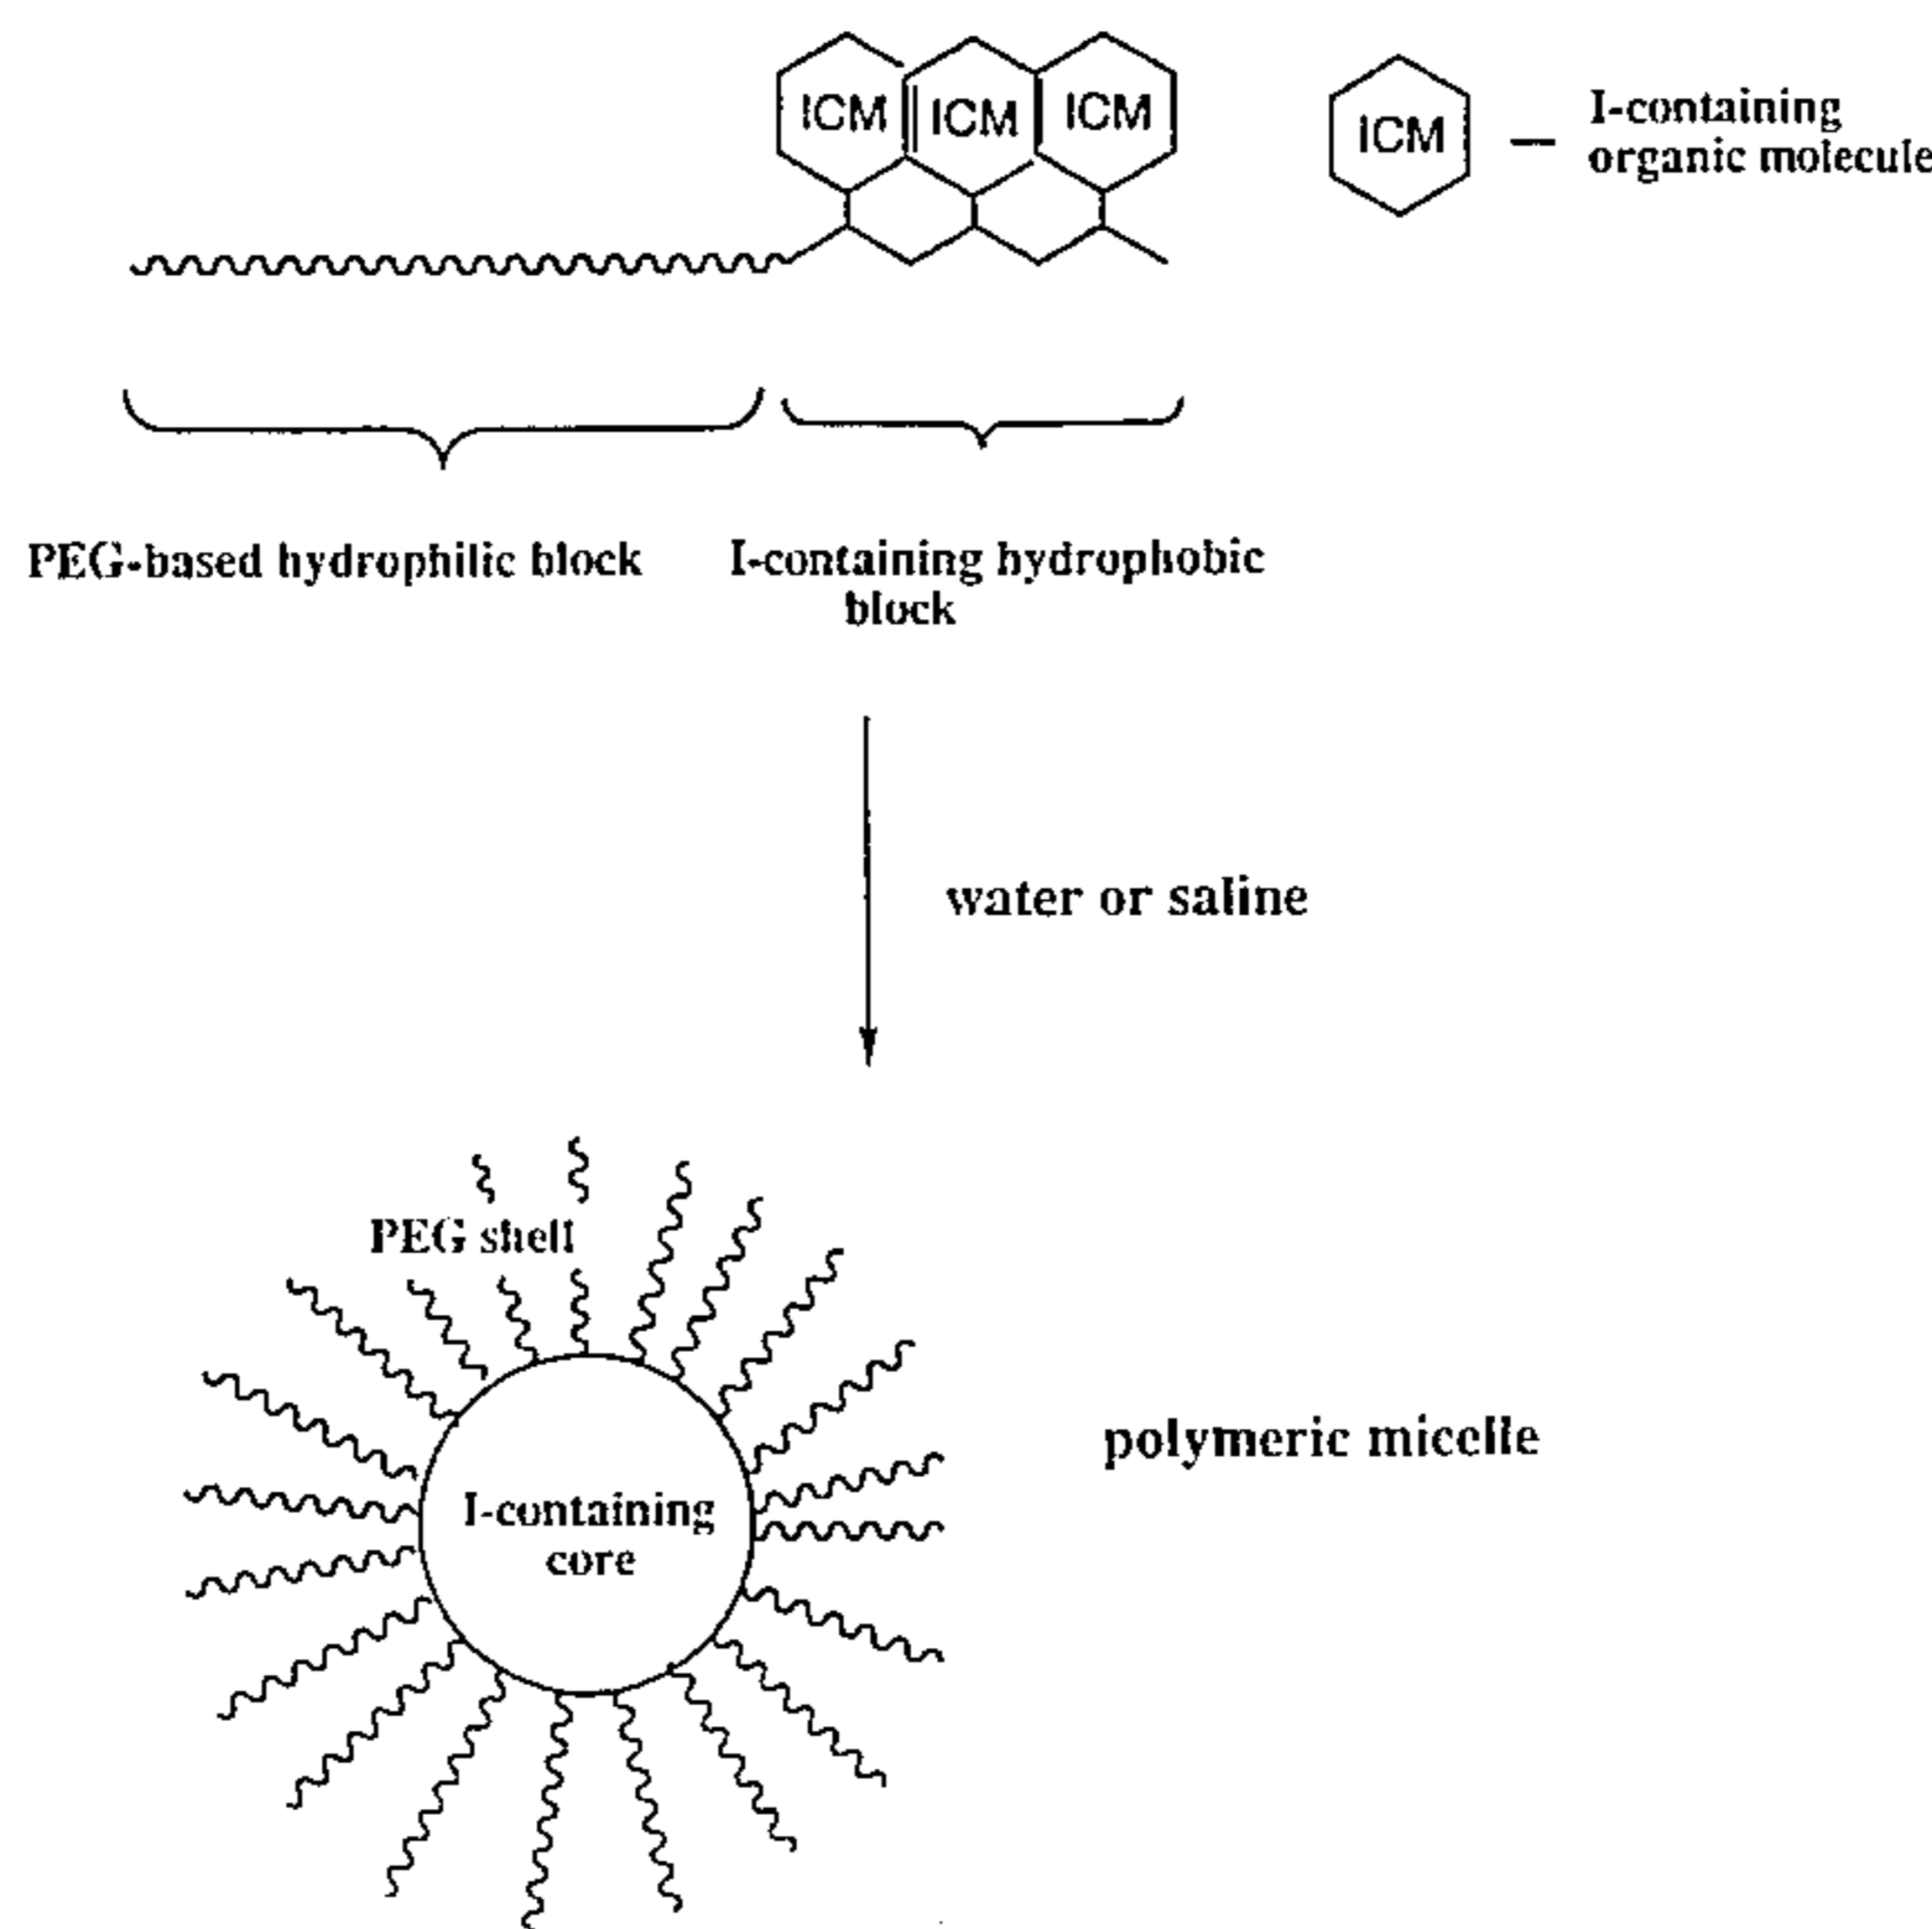 ICM ICM ICM
ICM
I-containing
organic molecule
PEG-based hydrophilic block
I-containing hydrophobic
block
water or saline
PEG shell
polymeric micelle
I-containing
core